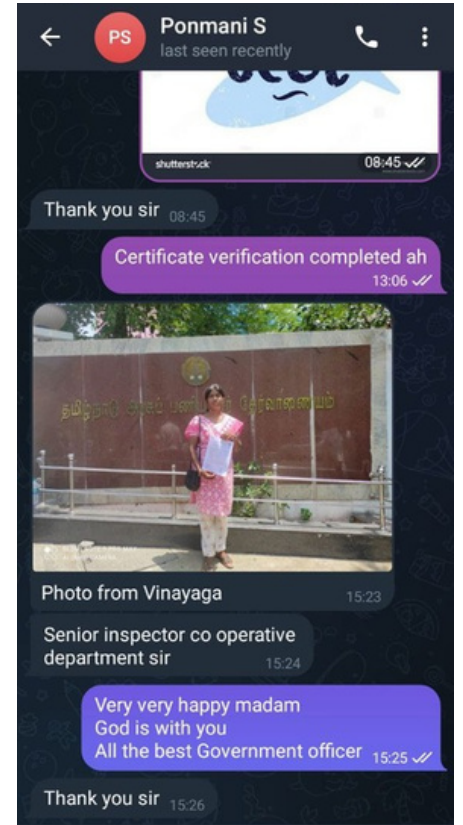 PS
Ponmani S
last seen recently
shutterstock
08:45
Thank you sir 08:45
Certificate verification completed ah
13:06
தமிழ்நாடு அரசுப் பணியாளர் தேர்வாணையம்
Photo from Vinayaga 15:23
Senior inspector co operative
department sir 15:24
Very very happy madam
God is with you
All the best Government officer 15:25
Thank you sir 15:26